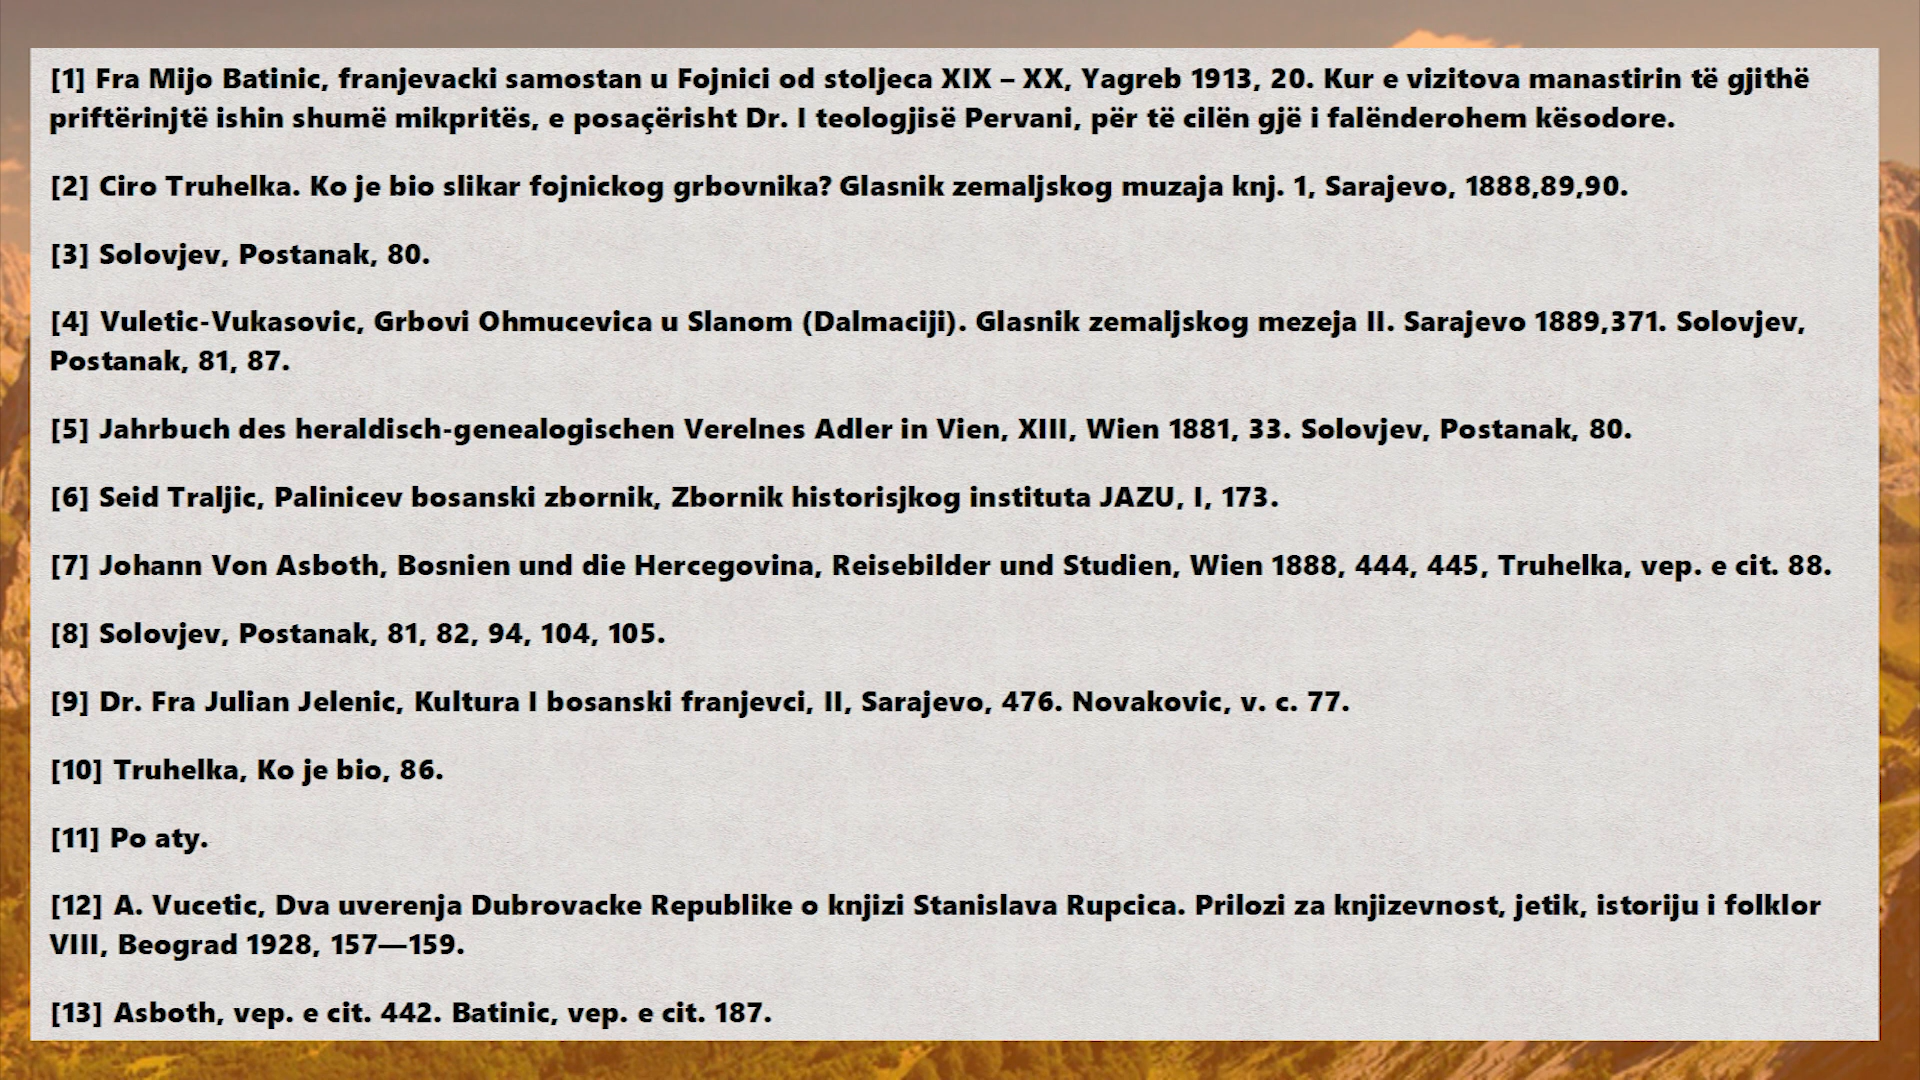 [1] Fra Mijo Batinic, franjevacki samostan u Fojnici od stoljeca XIX – XX, Yagreb 1913, 20. Kur e vizitova manastirin të gjithë
priftërinjtë ishin shumë mikpritës, e posaçërisht Dr. I teologjisë Pervani, për të cilën gjë i falënderohem kësodore.
[2] Ciro Truhelka. Ko je bio slikar fojnickog grbovnika? Glasnik zemaljskog muzaja knj. 1, Sarajevo, 1888,89,90.
[3] Solovjev, Postanak, 80.
[4] Vuletic-Vukasovic, Grbovi Ohmucevica u Slanom (Dalmaciji). Glasnik zemaljskog mezeja II. Sarajevo 1889,371. Solovjev,
Postanak, 81, 87.
[5] Jahrbuch des heraldisch-genealogischen Verelnes Adler in Vien, XIII, Wien 1881, 33. Solovjev, Postanak, 80.
[6] Seid Traljic, Palinicev bosanski zbornik, Zbornik historisjkog instituta JAZU, I, 173.
[7] Johann Von Asboth, Bosnien und die Hercegovina, Reisebilder und Studien, Wien 1888, 444, 445, Truhelka, vep. e cit. 88.
[8] Solovjev, Postanak, 81, 82, 94, 104, 105.
[9] Dr. Fra Julian Jelenic, Kultura I bosanski franjevci, II, Sarajevo, 476. Novakovic, v. c. 77.
[10] Truhelka, Ko je bio, 86.
[11] Po aty.
[12] A. Vucetic, Dva uverenja Dubrovacke Republike o knjizi Stanislava Rupcica. Prilozi za knjizevnost, jetik, istoriju i folklor
VIII, Beograd 1928, 157—159.
[13] Asboth, vep. e cit. 442. Batinic, vep. e cit. 187.